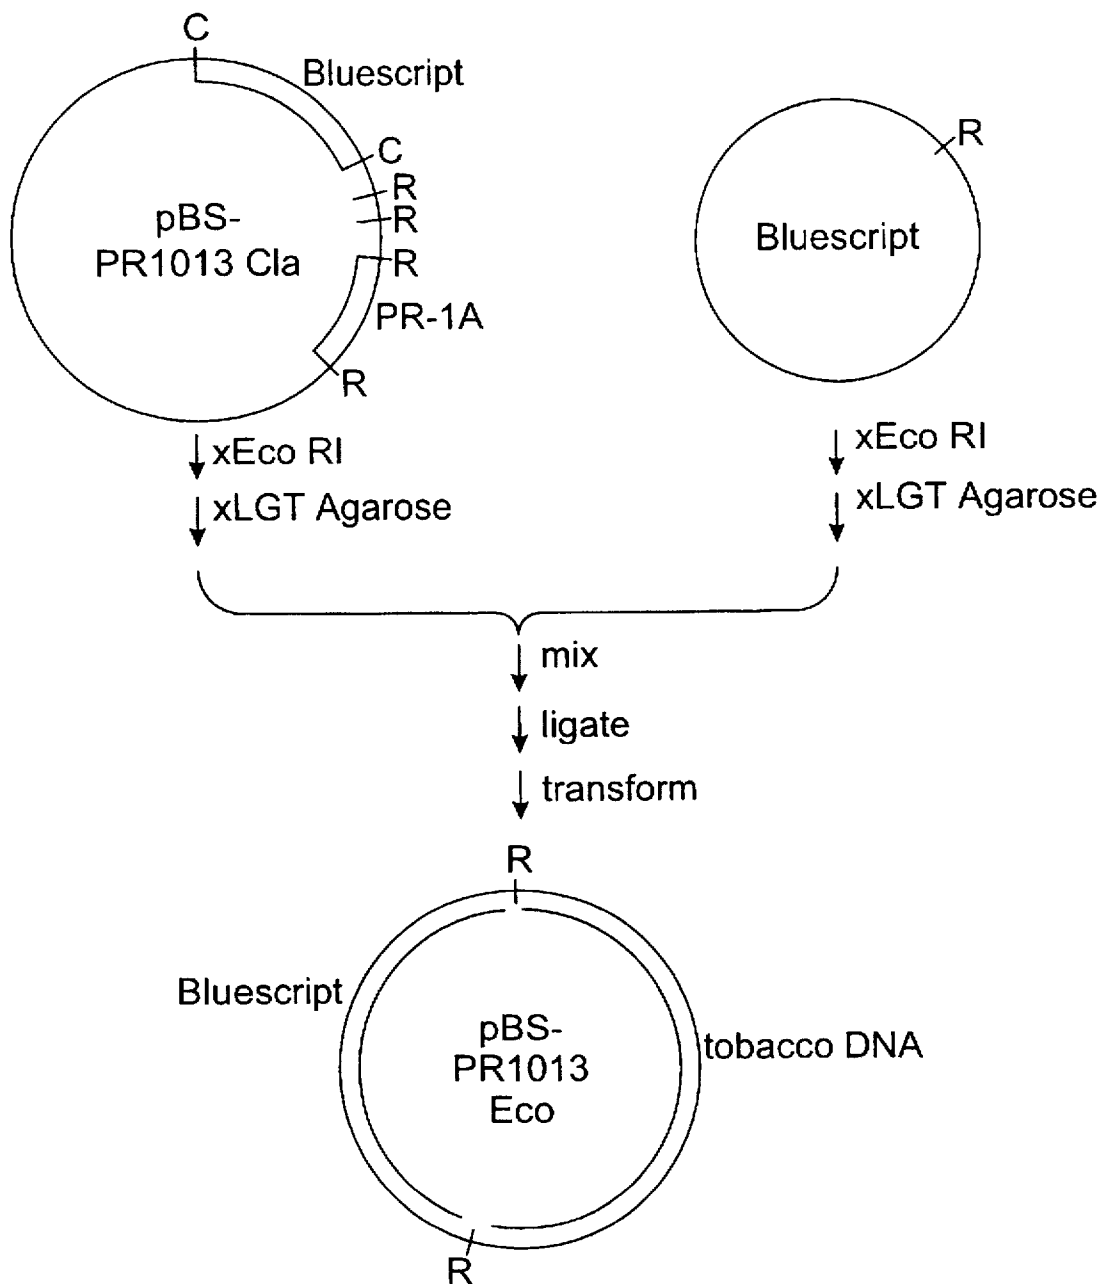 C
Bluescript
C
R
R
R
PR-1A
R
pBS-
PR1013 Cla
R
Bluescript
xEco RI
xLGT Agarose
xEco RI
xLGT Agarose
mix
ligate
transform
R
Bluescript
pBS-
PR1013
Eco
tobacco DNA
R